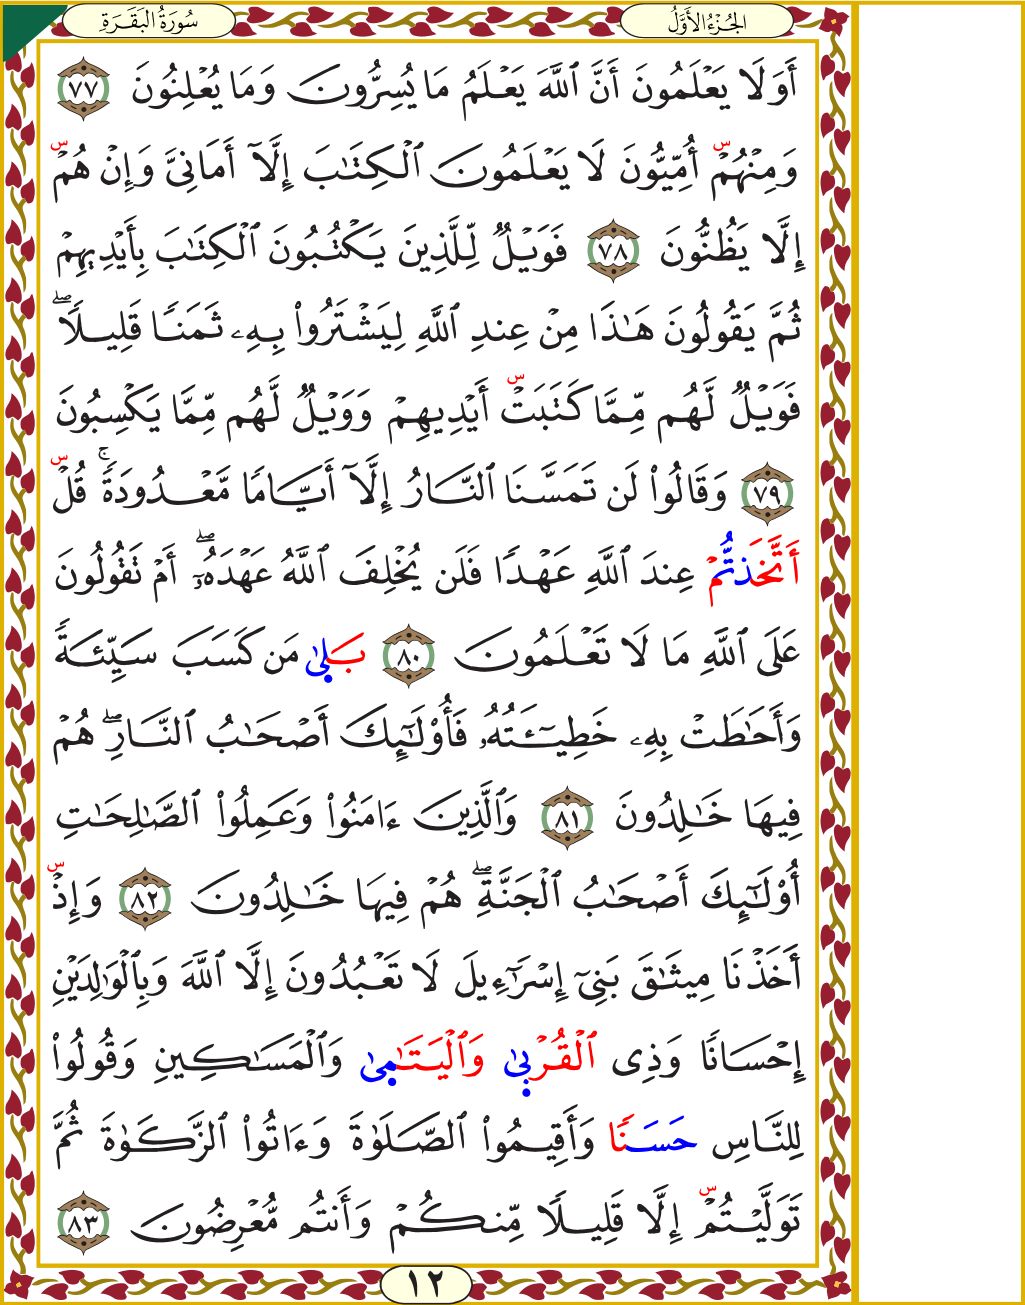 الجُزْءُ الأَوَّلُ
سُورَةُ البَقَرَةِ
أَوَلَا يَعْلَمُونَ أَنَّ ٱللَّهَ يَعْلَمُ مَا يُسِرُّونَ وَمَا يُعْلِنُونَ ٧٧
وَمِنْهُمْۜ أُمِّيُّونَ لَا يَعْلَمُونَ ٱلْكِتَٰبَ إِلَّآ أَمَانِيَّ وَإِنْ هُمْۜ
إِلَّا يَظُنُّونَ ٧٨ فَوَيْلٌ لِّلَّذِينَ يَكْتُبُونَ ٱلْكِتَٰبَ بِأَيْدِيهِمْ
ثُمَّ يَقُولُونَ هَٰذَا مِنْ عِندِ ٱللَّهِ لِيَشْتَرُوا۟ بِهِۦ ثَمَنًا قَلِيلًاۖ
فَوَيْلٌ لَّهُم مِّمَّا كَتَبَتْۜ أَيْدِيهِمْ وَوَيْلٌ لَّهُم مِّمَّا يَكْسِبُونَ
٧٩ وَقَالُوا۟ لَن تَمَسَّنَا ٱلنَّارُ إِلَّآ أَيَّامًا مَّعْدُودَةًۚ قُلْۜ
أَتَّخَذتُّمْ عِندَ ٱللَّهِ عَهْدًا فَلَن يُخْلِفَ ٱللَّهُ عَهْدَهُۥٓۖ أَمْ تَقُولُونَ
عَلَى ٱللَّهِ مَا لَا تَعْلَمُونَ ٨٠ بَلَىٰ مَن كَسَبَ سَيِّئَةً
وَأَحَٰطَتْ بِهِۦ خَطِيٓـَٔتُهُۥ فَأُو۟لَٰٓئِكَ أَصْحَٰبُ ٱلنَّارِۖ هُمْ
فِيهَا خَٰلِدُونَ ٨١ وَٱلَّذِينَ ءَامَنُوا۟ وَعَمِلُوا۟ ٱلصَّٰلِحَٰتِ
أُو۟لَٰٓئِكَ أَصْحَٰبُ ٱلْجَنَّةِۖ هُمْ فِيهَا خَٰلِدُونَ ٨٢ وَإِذْۜ
أَخَذْنَا مِيثَٰقَ بَنِىٓ إِسْرَٰٓءِيلَ لَا تَعْبُدُونَ إِلَّا ٱللَّهَ وَبِٱلْوَٰلِدَيْنِ
إِحْسَانًا وَذِى ٱلْقُرْبَىٰ وَٱلْيَتَٰمَىٰ وَٱلْمَسَٰكِينِ وَقُولُوا۟
لِلنَّاسِ حَسَنًا وَأَقِيمُوا۟ ٱلصَّلَوٰةَ وَءَاتُوا۟ ٱلزَّكَوٰةَ ثُمَّ
تَوَلَّيْتُمْۜ إِلَّا قَلِيلًا مِّنكُمْ وَأَنتُم مُّعْرِضُونَ ٨٣
١٢